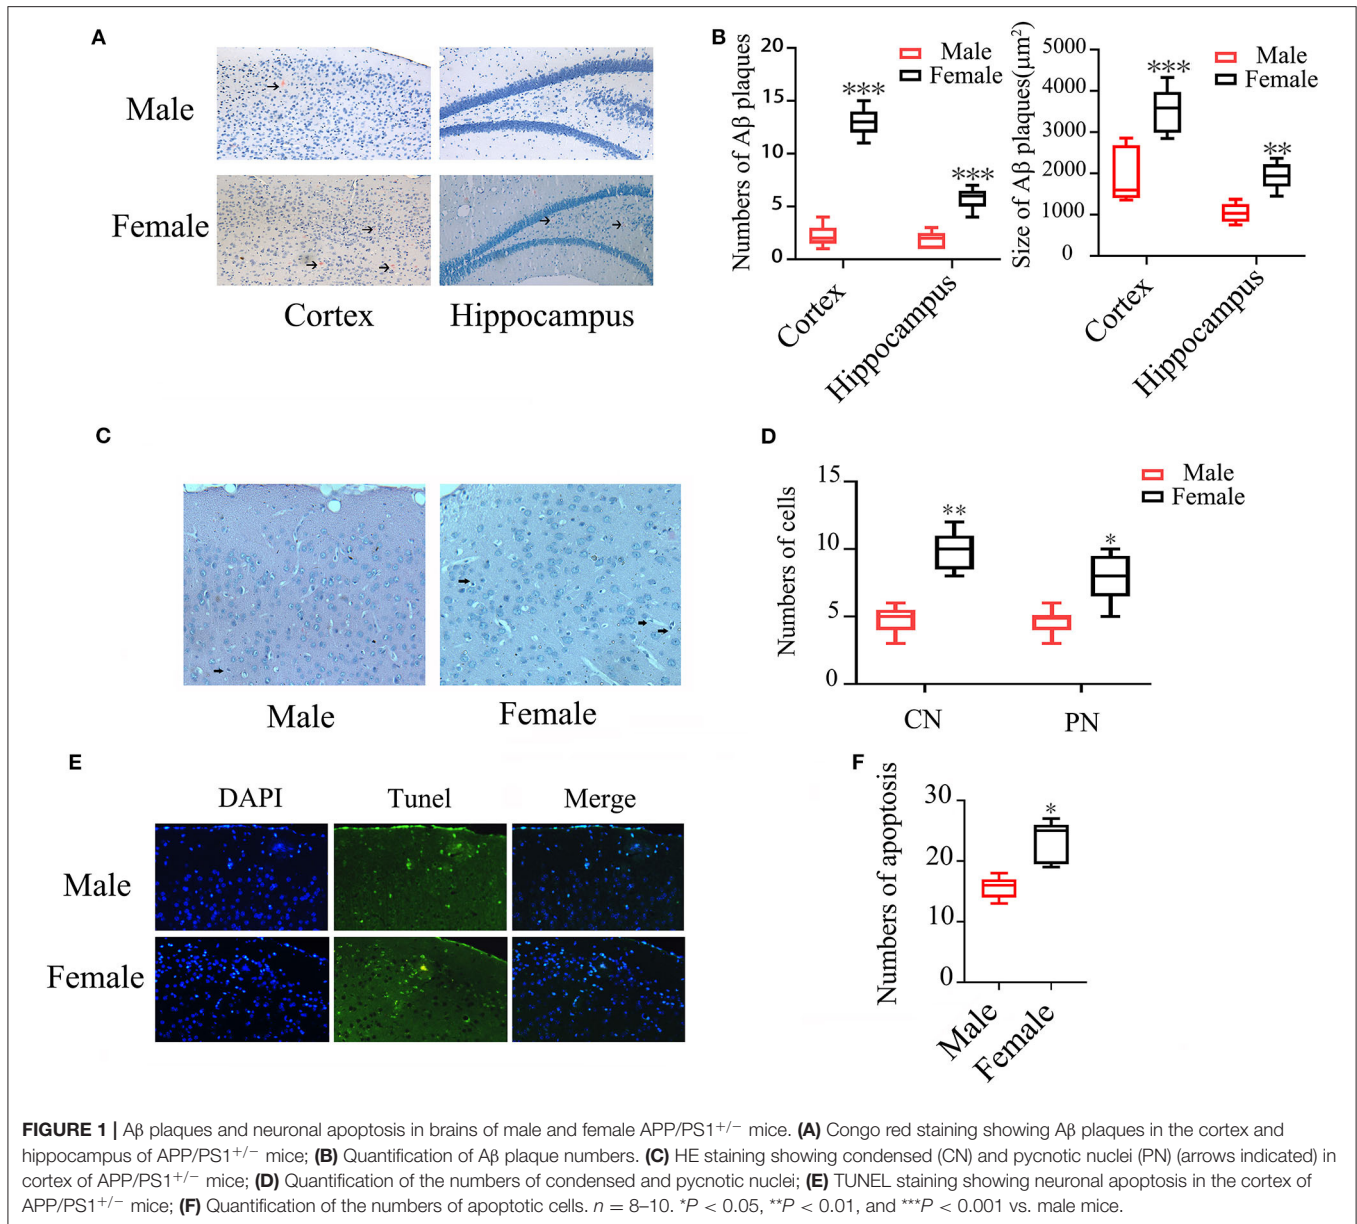 A
Male
Female
Cortex
Hippocampus
B
Numbers of Aβ plaques
20
15
10
5
0
Male
Female
***
***
Cortex
Hippocampus
Size of Aβ plaques(μm²)
5000
4000
3000
2000
1000
0
Male
Female
***
**
Cortex
Hippocampus
C
Male
Female
D
Numbers of cells
15
10
5
0
Male
Female
**
*
CN
PN
E
DAPI
Tunel
Merge
Male
Female
F
Numbers of apoptosis
30
20
10
0
*
Male
Female
FIGURE 1 | Aβ plaques and neuronal apoptosis in brains of male and female APP/PS1+/− mice. (A) Congo red staining showing Aβ plaques in the cortex and
hippocampus of APP/PS1+/− mice; (B) Quantification of Aβ plaque numbers. (C) HE staining showing condensed (CN) and pycnotic nuclei (PN) (arrows indicated) in
cortex of APP/PS1+/− mice; (D) Quantification of the numbers of condensed and pycnotic nuclei; (E) TUNEL staining showing neuronal apoptosis in the cortex of
APP/PS1+/− mice; (F) Quantification of the numbers of apoptotic cells. n = 8–10. *P < 0.05, **P < 0.01, and ***P < 0.001 vs. male mice.